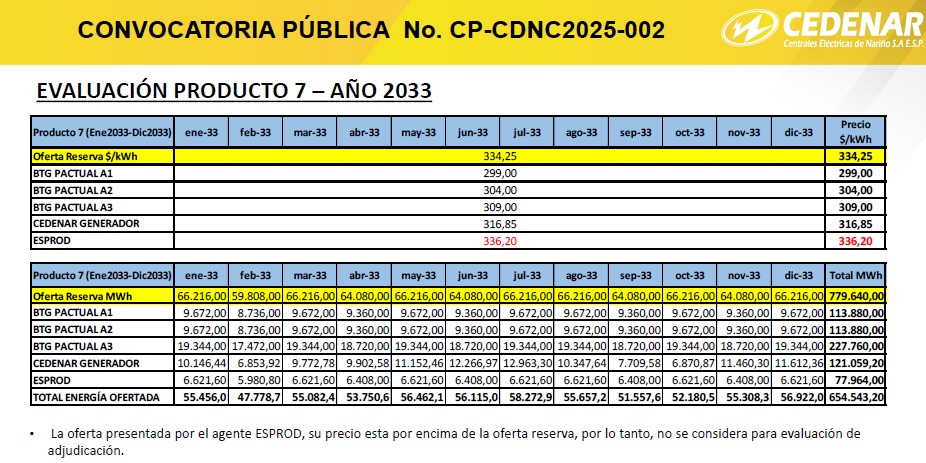 CONVOCATORIA PÚBLICA No. CP-CDNC2025-002
CEDENAR
Centrales Eléctricas de Nariño S.A E.S.P.
EVALUACIÓN PRODUCTO 7 – AÑO 2033
Producto 7 (Ene2033-Dic2033) ene-33 feb-33 mar-33 abr-33 may-33 jun-33 jul-33 ago-33 sep-33 oct-33 nov-33 dic-33 Precio $/kWh
Oferta Reserva $/kWh 334,25 334,25
BTG PACTUAL A1 299,00 299,00
BTG PACTUAL A2 304,00 304,00
BTG PACTUAL A3 309,00 309,00
CEDENAR GENERADOR 316,85 316,85
ESPROD 336,20 336,20
Producto 7 (Ene2033-Dic2033) ene-33 feb-33 mar-33 abr-33 may-33 jun-33 jul-33 ago-33 sep-33 oct-33 nov-33 dic-33 Total MWh
Oferta Reserva MWh 66.216,00 59.808,00 66.216,00 64.080,00 66.216,00 64.080,00 66.216,00 66.216,00 64.080,00 66.216,00 64.080,00 66.216,00 779.640,00
BTG PACTUAL A1 9.672,00 8.736,00 9.672,00 9.360,00 9.672,00 9.360,00 9.672,00 9.672,00 9.360,00 9.672,00 9.360,00 9.672,00 113.880,00
BTG PACTUAL A2 9.672,00 8.736,00 9.672,00 9.360,00 9.672,00 9.360,00 9.672,00 9.672,00 9.360,00 9.672,00 9.360,00 9.672,00 113.880,00
BTG PACTUAL A3 19.344,00 17.472,00 19.344,00 18.720,00 19.344,00 18.720,00 19.344,00 19.344,00 18.720,00 19.344,00 18.720,00 19.344,00 227.760,00
CEDENAR GENERADOR 10.146,44 6.853,92 9.772,78 9.902,58 11.152,46 12.266,97 12.963,30 10.347,64 7.709,58 6.870,87 11.460,30 11.612,36 121.059,20
ESPROD 6.621,60 5.980,80 6.621,60 6.408,00 6.621,60 6.408,00 6.621,60 6.621,60 6.408,00 6.621,60 6.408,00 6.621,60 77.964,00
TOTAL ENERGÍA OFERTADA 55.456,0 47.778,7 55.082,4 53.750,6 56.462,1 56.115,0 58.272,9 55.657,2 51.557,6 52.180,5 55.308,3 56.922,0 654.543,20
• La oferta presentada por el agente ESPROD, su precio esta por encima de la oferta reserva, por lo tanto, no se considera para evaluación de
adjudicación.